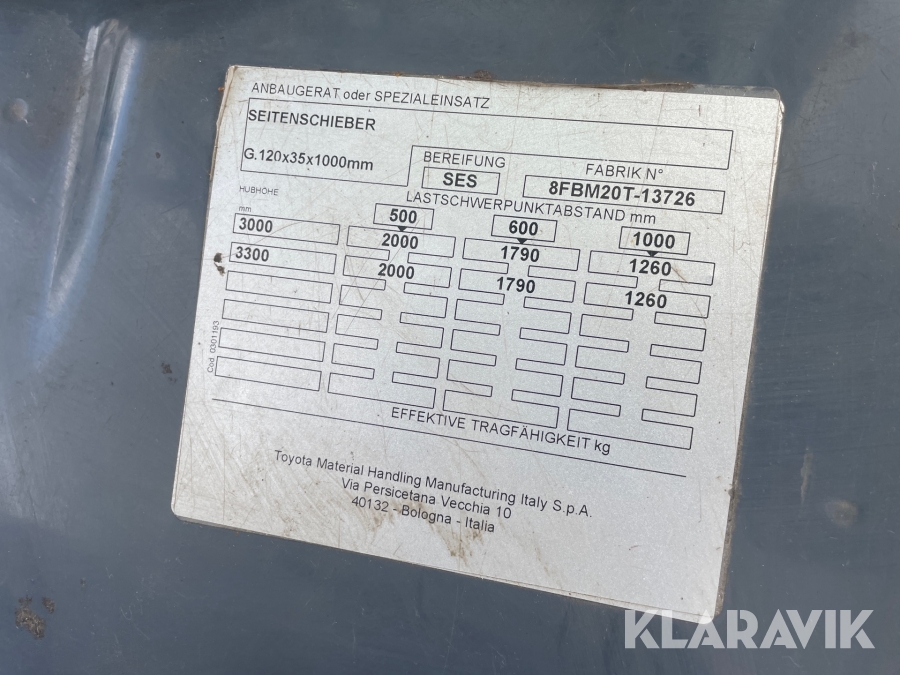 ANBAUGERAT oder SPEZIALEINSATZ
SEITENSCHIEBER
G.120x35x1000mm
BEREIFUNG
SES
FABRIK N°
8FBM20T-13726
HUBHÖHE
mm
LASTSCHWERPUNKTABSTAND mm
500 600 1000
3000 2000 1790 1260
3300 2000 1790 1260
EFFEKTIVE TRAGFÄHIGKEIT kg
Cod. 0301193
Toyota Material Handling Manufacturing Italy S.p.A.
Via Persicetana Vecchia 10
40132 - Bologna - Italia
KLARAVIK